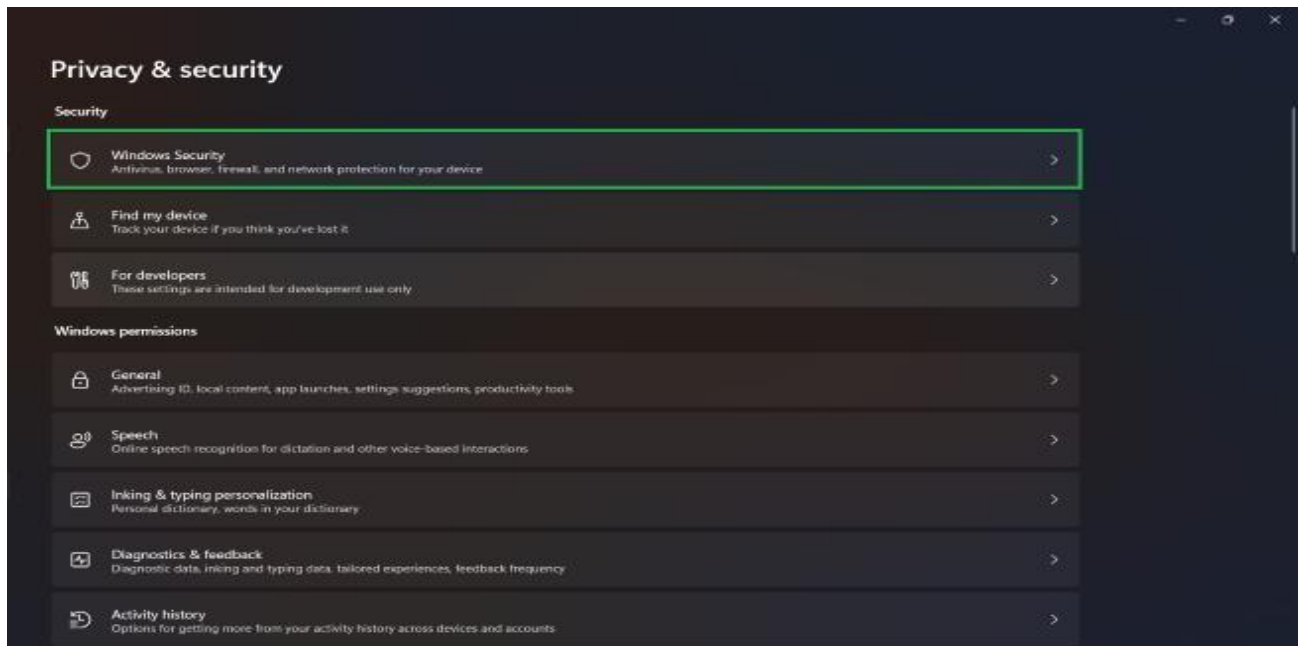 Privacy & security
Security
Windows Security
Antivirus, browser, firewall, and network protection for your device
Find my device
Track your device if you think you've lost it
For developers
These settings are intended for development use only
Windows permissions
General
Advertising ID, local content, app launches, settings suggestions, productivity tools
Speech
Online speech recognition for dictation and other voice-based interactions
Inking & typing personalization
Personal dictionary, words in your dictionary
Diagnostics & feedback
Diagnostic data, inking and typing data, tailored experiences, feedback frequency
Activity history
Options for getting more from your activity history across devices and accounts